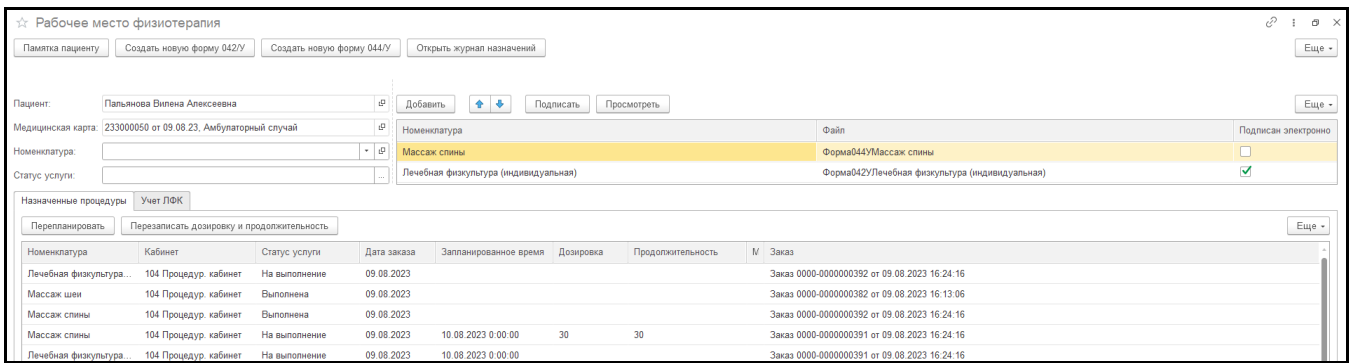 Рабочее место физиотерапия
Памятка пациенту Создать новую форму 042/У Создать новую форму 044/У Открыть журнал назначений Еще
Пациент: Папьянова Вилена Алексеевна Добавить Подписать Просмотреть Еще
Медицинская карта: 233000050 от 09.08.23, Амбулаторный случай
Номенклатура Файл Подписан электронно
Номенклатура: Массаж спины Форма044УМассаж спины
Статус услуги: ... Лечебная физкультура (индивидуальная) Форма042УЛечебная физкультура (индивидуальная)
Назначенные процедуры Учет ЛФК
Перепланировать Перезаписать дозировку и продолжительность Еще
Номенклатура Кабинет Статус услуги Дата заказа Запланированное время Дозировка Продолжительность М Заказ
Лечебная физкультура... 104 Процедур. кабинет На выполнение 09.08.2023 Заказ 0000-0000000392 от 09.08.2023 16:24:16
Массаж шеи 104 Процедур. кабинет Выполнена 09.08.2023 Заказ 0000-0000000382 от 09.08.2023 16:13:06
Массаж спины 104 Процедур. кабинет Выполнена 09.08.2023 Заказ 0000-0000000392 от 09.08.2023 16:24:16
Массаж спины 104 Процедур. кабинет На выполнение 09.08.2023 10.08.2023 0:00:00 30 30 Заказ 0000-0000000391 от 09.08.2023 16:24:16
Лечебная физкультура... 104 Процедур. кабинет На выполнение 09.08.2023 10.08.2023 0:00:00 Заказ 0000-0000000391 от 09.08.2023 16:24:16